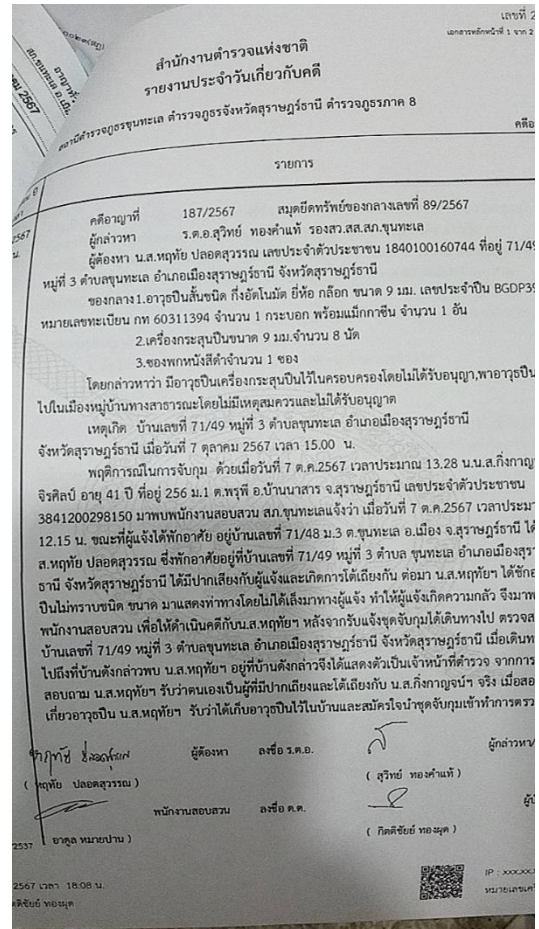 เลขที่ 2
เอกสารหลักหน้าที่ 1 จาก 2
สำนักงานตำรวจแห่งชาติ
รายงานประจำวันเกี่ยวกับคดี
สถานีตำรวจภูธรขุนทะเล ตำรวจภูธรจังหวัดสุราษฎร์ธานี ตำรวจภูธรภาค 8
คดีอ
รายการ
คดีอาญาที่ 187/2567 สมุดยึดทรัพย์ของกลางเลขที่ 89/2567
ผู้กล่าวหา ร.ต.อ.สุวิทย์ ทองคำแท้ รองสว.สส.สภ.ขุนทะเล
ผู้ต้องหา น.ส.หฤทัย ปลอดสุวรรณ เลขประจำตัวประชาชน 1840100160744 ที่อยู่ 71/49
หมู่ที่ 3 ตำบลขุนทะเล อำเภอเมืองสุราษฎร์ธานี จังหวัดสุราษฎร์ธานี
ของกลาง1.อาวุธปืนสั้นชนิด กึ่งอัตโนมัต ยี่ห้อ กล๊อก ขนาด 9 มม. เลขประจำปืน BGDP39
หมายเลขทะเบียน กท 60311394 จำนวน 1 กระบอก พร้อมแม็กกาซีน จำนวน 1 อัน
2.เครื่องกระสุนปืนขนาด 9 มม.จำนวน 8 นัด
3.ซองพกหนังสีดำจำนวน 1 ซอง
โดยกล่าวหาว่า มีอาวุธปืนเครื่องกระสุนปืนไว้ในครอบครองโดยไม่ได้รับอนุญา,พาอาวุธปืน
ไปในเมืองหมู่บ้านทางสาธารณะโดยไม่มีเหตุสมควรและไม่ได้รับอนุญาต
เหตุเกิด บ้านเลขที่ 71/49 หมู่ที่ 3 ตำบลขุนทะเล อำเภอเมืองสุราษฎร์ธานี
จังหวัดสุราษฎร์ธานี เมื่อวันที่ 7 ตุลาคม 2567 เวลา 15.00 น.
พฤติการณ์ในการจับกุม ด้วยเมื่อวันที่ 7 ต.ค.2567 เวลาประมาณ 13.28 น.น.ส.กิ่งกาญ
จิรศิลป์ อายุ 41 ปี ที่อยู่ 256 ม.1 ต.พรุพี อ.บ้านนาสาร จ.สุราษฎร์ธานี เลขประจำตัวประชาชน
3841200298150 มาพบพนักงานสอบสวน สภ.ขุนทะเลแจ้งว่า เมื่อวันที่ 7 ต.ค.2567 เวลาประมา
12.15 น. ขณะที่ผู้แจ้งได้พักอาศัย อยู่บ้านเลขที่ 71/48 ม.3 ต.ขุนทะเล อ.เมือง จ.สุราษฎร์ธานี ได้
ส.หฤทัย ปลอดสุวรรณ ซึ่งพักอาศัยอยู่ที่บ้านเลขที่ 71/49 หมู่ที่ 3 ตำบล ขุนทะเล อำเภอเมืองสุรา
ธานี จังหวัดสุราษฎร์ธานี ได้มีปากเสียงกับผู้แจ้งและเกิดการโต้เถียงกัน ต่อมา น.ส.หฤทัยฯ ได้ชักอ
ปืนไม่ทราบชนิด ขนาด มาแสดงท่าทางโดยไม่ได้เล็งมาทางผู้แจ้ง ทำให้ผู้แจ้งเกิดความกลัว จึงมาพ
พนักงานสอบสวน เพื่อให้ดำเนินคดีกับน.ส.หฤทัยฯ หลังจากรับแจ้งชุดจับกุมได้เดินทางไป ตรวจส
บ้านเลขที่ 71/49 หมู่ที่ 3 ตำบลขุนทะเล อำเภอเมืองสุราษฎร์ธานี จังหวัดสุราษฎร์ธานี เมื่อเดินท
ไปถึงที่บ้านดังกล่าวพบ น.ส.หฤทัยฯ อยู่ที่บ้านดังกล่าวจึงได้แสดงตัวเป็นเจ้าหน้าที่ตำรวจ จากการ
สอบถาม น.ส.หฤทัยฯ รับว่าตนเองเป็นผู้ที่มีปากเถียงและโต้เถียงกับ น.ส.กิ่งกาญจน์ฯ จริง เมื่อสอ
เกี่ยวอาวุธปืน น.ส.หฤทัยฯ รับว่าได้เก็บอาวุธปืนไว้ในบ้านและสมัครใจนำชุดจับกุมเข้าทำการตรว
หฤทัย ปลอดสุวรรณ ผู้ต้องหา ลงชื่อ ร.ต.อ. ผู้กล่าวหา/
( หฤทัย ปลอดสุวรรณ ) ( สุวิทย์ ทองคำแท้ )
พนักงานสอบสวน ลงชื่อ ด.ต. ผู้บั
อาดูล หมายปาน ) ( กิตติชัยย์ ทองผุด )
2537
2567 เวลา 18:08 น.
ตติชัยย์ ทองผุด
IP : xxx.xx.x
หมายเลขเค